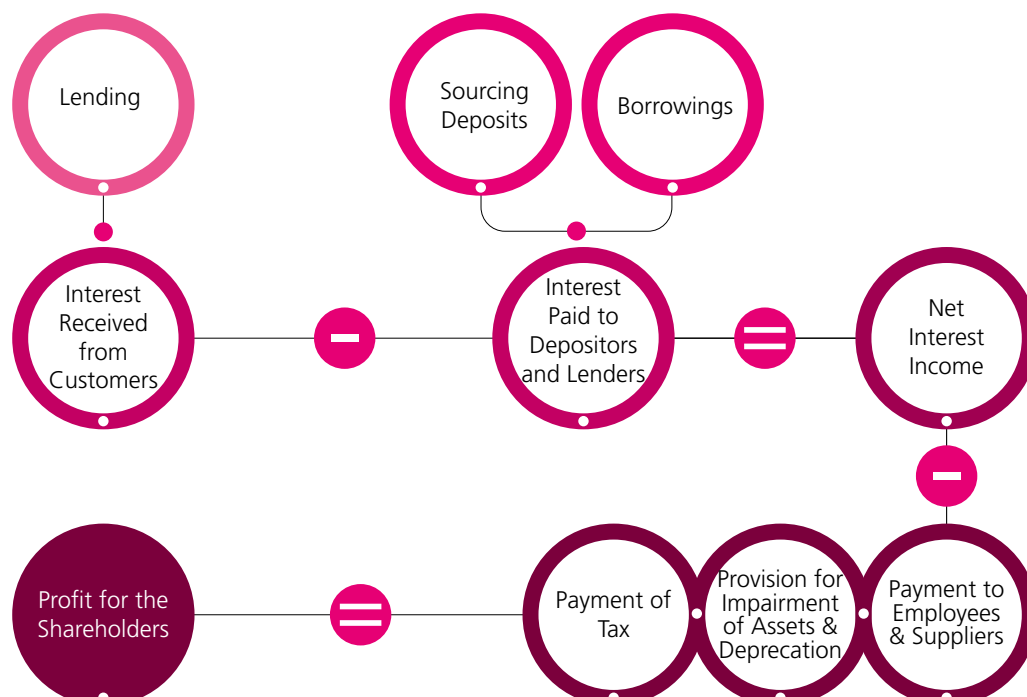 Lending
Sourcing
Deposits
Borrowings
Interest
Received
from
Customers
-
Interest
Paid to
Depositors
and Lenders
=
Net
Interest
Income
-
Profit for the
Shareholders
=
Payment of
Tax
Provision for
Impairment
of Assets &
Deprecation
Payment to
Employees
& Suppliers